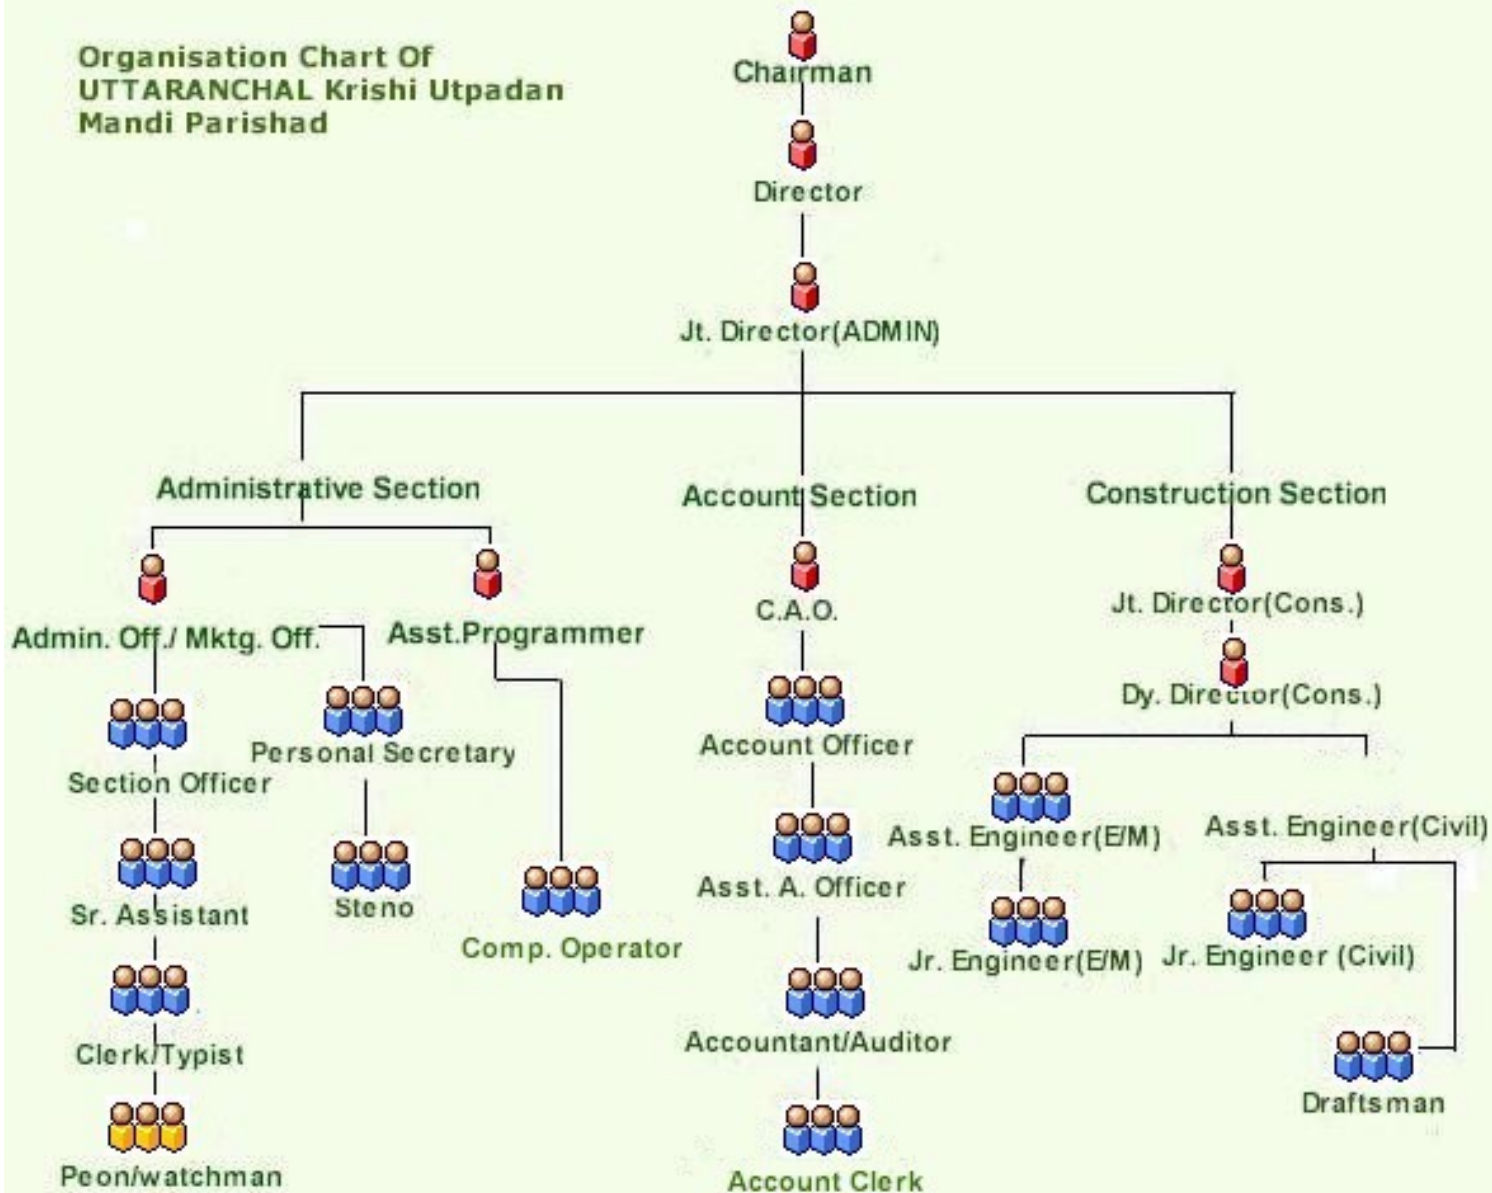 Organisation Chart Of
UTTARANCHAL Krishi Utpadan
Mandi Parishad
Chairman
Director
Jt. Director(ADMIN)
Administrative Section
Account Section
Construction Section
Admin. Off./ Mktg. Off.
Asst.Programmer
C.A.O.
Jt. Director(Cons.)
Dy. Director(Cons.)
Section Officer
Personal Secretary
Account Officer
Asst. Engineer(E/M)
Asst. Engineer(Civil)
Sr. Assistant
Steno
Comp. Operator
Asst. A. Officer
Jr. Engineer(E/M)
Jr. Engineer (Civil)
Clerk/Typist
Accountant/Auditor
Draftsman
Peon/watchman
Account Clerk